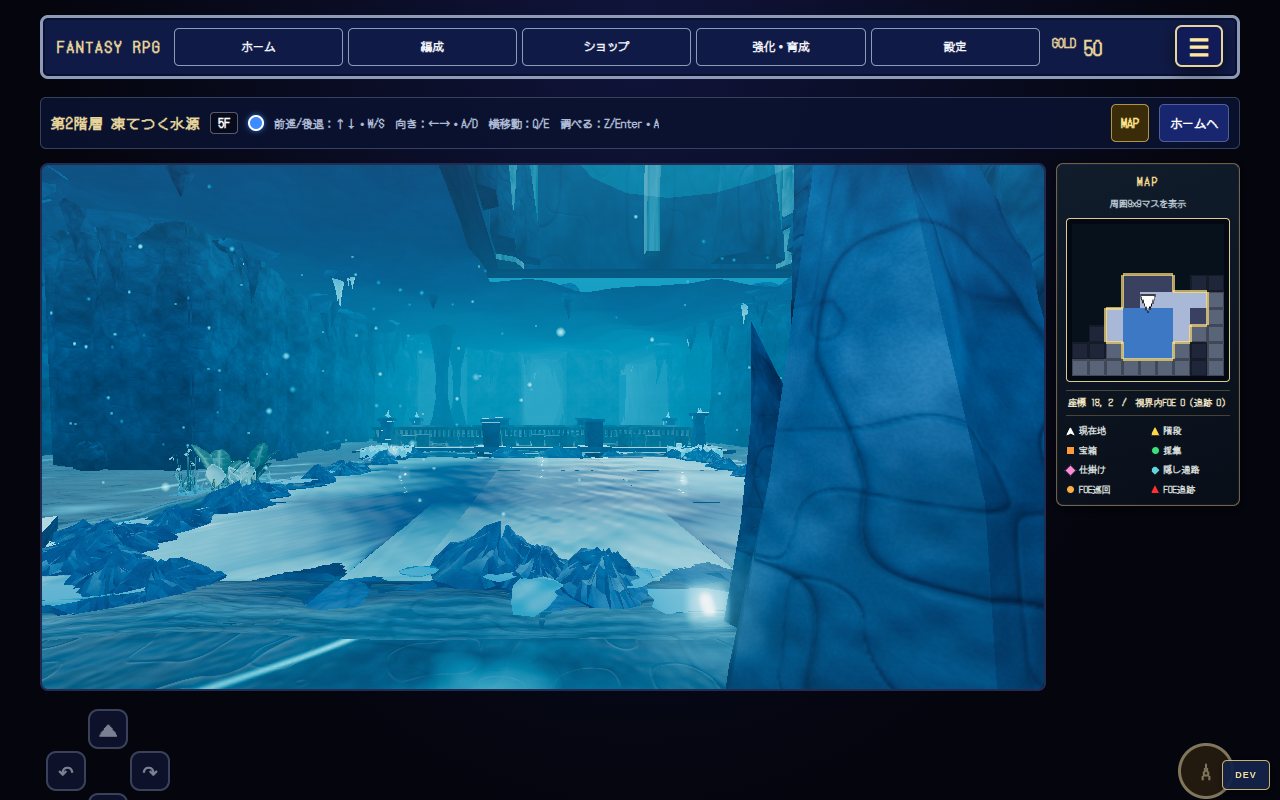 FANTASY RPG
ホーム
編成
ショップ
強化・育成
設定
GOLD 50
第2階層 凍てつく水源
5F
前進/後退：↑↓・W/S 向き：←→・A/D 横移動：Q/E 調べる：Z/Enter・A
MAP
ホームへ
MAP
周囲9x9マスを表示
座標 18, 2 / 視界内FOE 0 (追跡 0)
現在地
階段
宝箱
採集
仕掛け
隠し通路
FOE巡回
FOE追跡
A
DEV